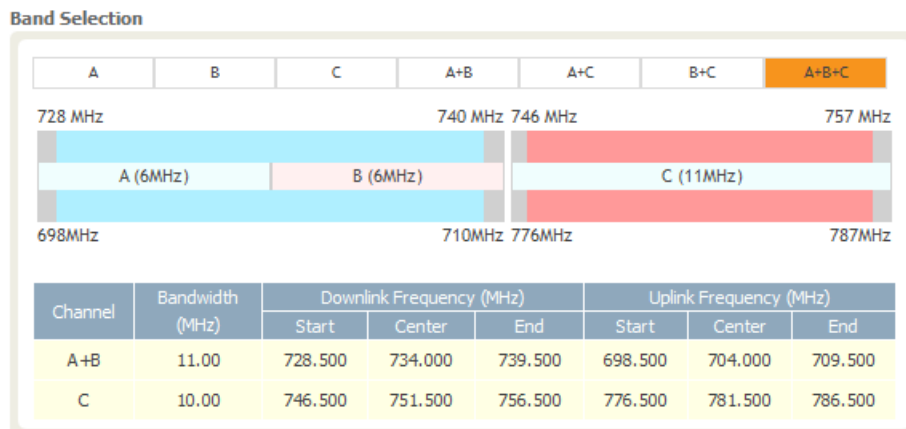 Band Selection
A B C A+B A+C B+C A+B+C
728 MHz 740 MHz 746 MHz 757 MHz
A (6MHz) B (6MHz) C (11MHz)
698MHz 710MHz 776MHz 787MHz
Channel Bandwidth (MHz) Downlink Frequency (MHz) Uplink Frequency (MHz)
Start Center End Start Center End
A+B 11.00 728.500 734.000 739.500 698.500 704.000 709.500
C 10.00 746.500 751.500 756.500 776.500 781.500 786.500